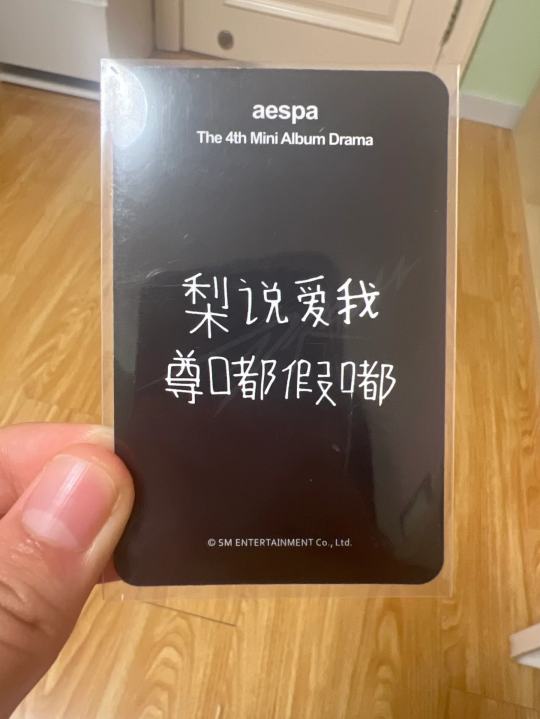 aespa
The 4th Mini Album Drama
梨说爱我
尊嘟假嘟
© SM ENTERTAINMENT Co., Ltd.